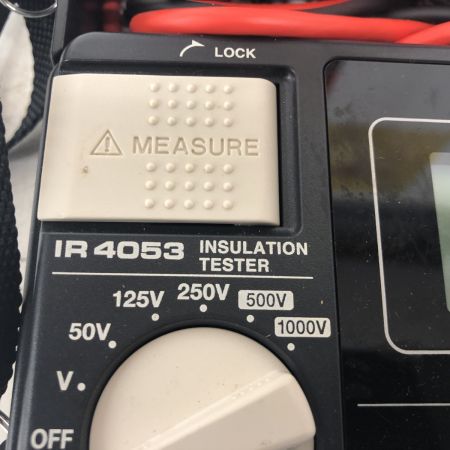 LOCK
⚠ MEASURE
IR 4053 INSULATION
TESTER
250V
125V
500V
50V
1000V
V
OFF